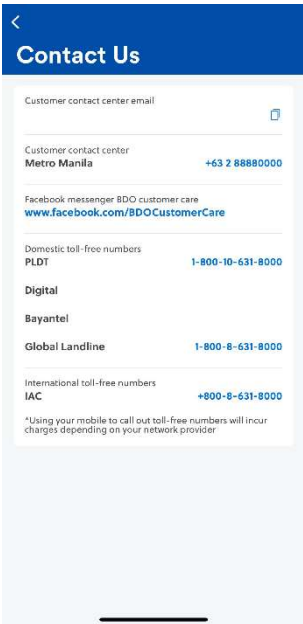 Contact Us
Customer contact center email
Customer contact center
Metro Manila +63 2 88880000
Facebook messenger BDO customer care
www.facebook.com/BDOCustomerCare
Domestic toll-free numbers
PLDT 1-800-10-631-8000
Digital
Bayantel
Global Landline 1-800-8-631-8000
International toll-free numbers
IAC +800-8-631-8000
*Using your mobile to call out toll-free numbers will incur
charges depending on your network provider